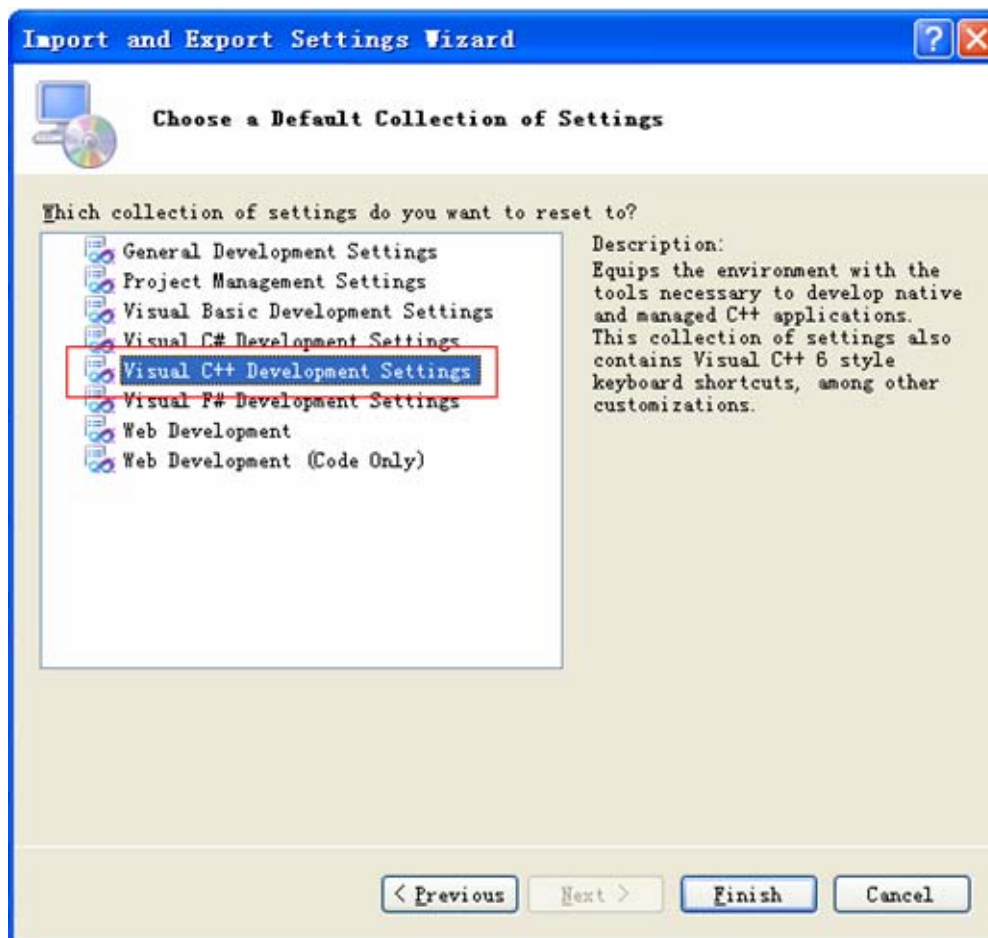 Import and Export Settings Wizard
Choose a Default Collection of Settings
Which collection of settings do you want to reset to?
General Development Settings
Project Management Settings
Visual Basic Development Settings
Visual C# Development Settings
Visual C++ Development Settings
Visual F# Development Settings
Web Development
Web Development (Code Only)
Description:
Equips the environment with the
tools necessary to develop native
and managed C++ applications.
This collection of settings also
contains Visual C++ 6 style
keyboard shortcuts, among other
customizations.
< Previous
Next >
Finish
Cancel